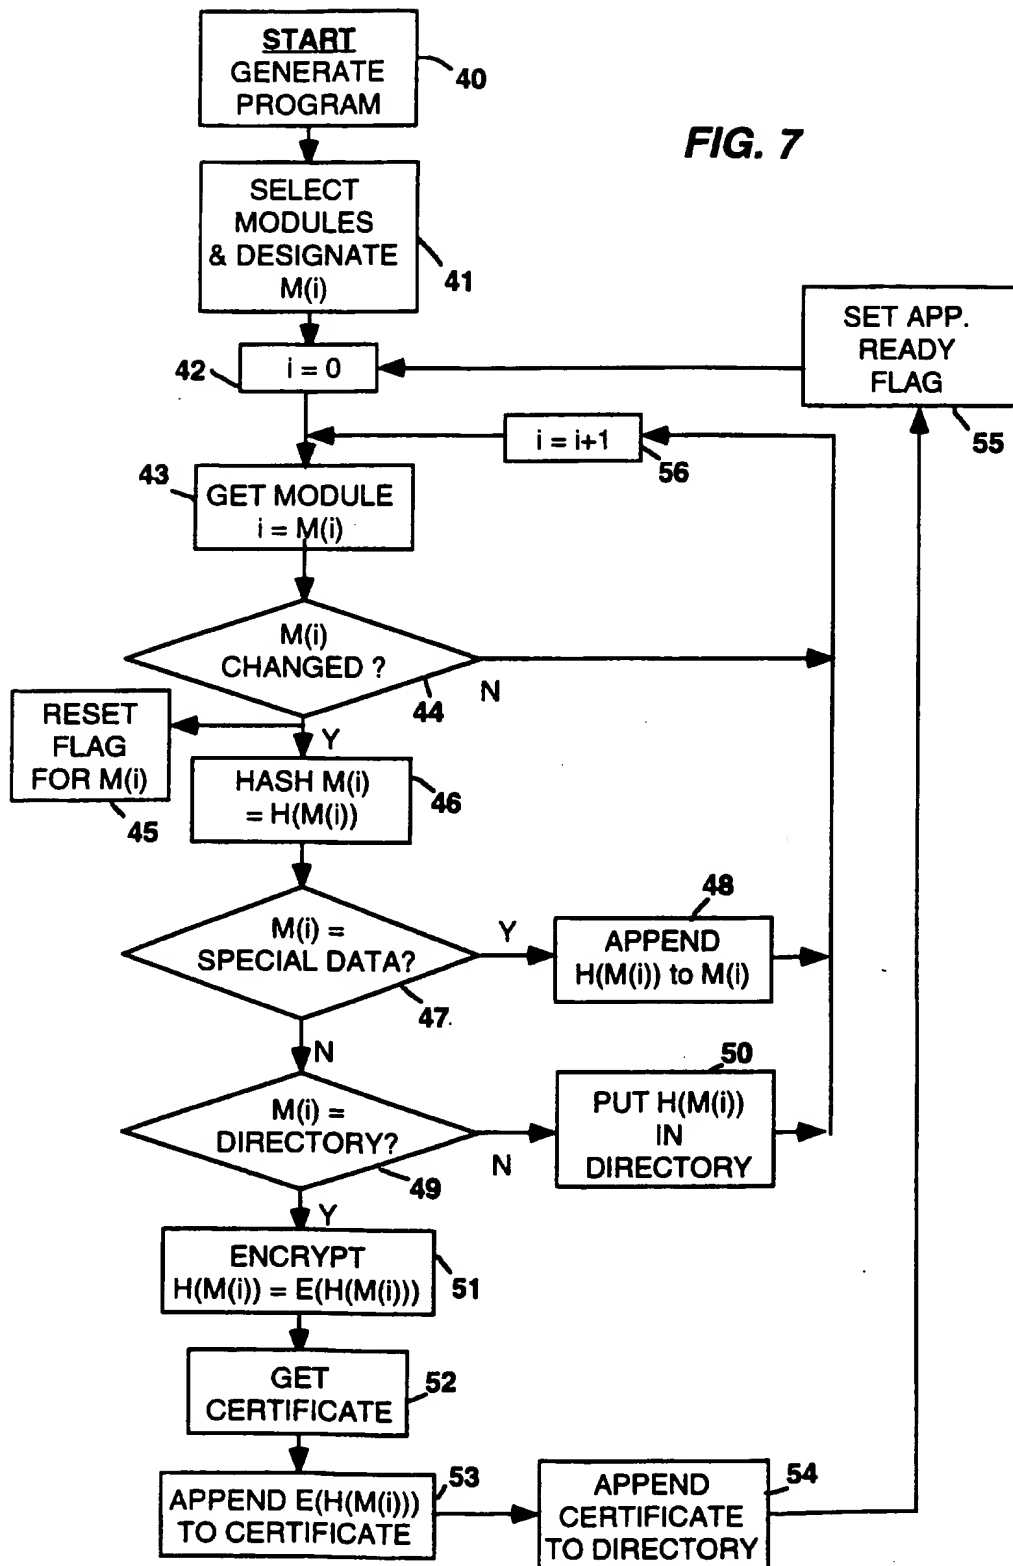 START
GENERATE
PROGRAM
40
FIG. 7
SELECT
MODULES
& DESIGNATE
M(i)
41
SET APP.
READY
FLAG
55
42
i = 0
i = i+1
56
43
GET MODULE
i = M(i)
M(i)
CHANGED ?
44
N
RESET
FLAG
FOR M(i)
45
Y
HASH M(i)
= H(M(i))
46
M(i) =
SPECIAL DATA?
47
Y
48
APPEND
H(M(i)) to M(i)
N
M(i) =
DIRECTORY?
49
N
50
PUT H(M(i))
IN
DIRECTORY
Y
ENCRYPT
H(M(i)) = E(H(M(i)))
51
GET
CERTIFICATE
52
APPEND E(H(M(i)))
TO CERTIFICATE
53
APPEND
CERTIFICATE
TO DIRECTORY
54